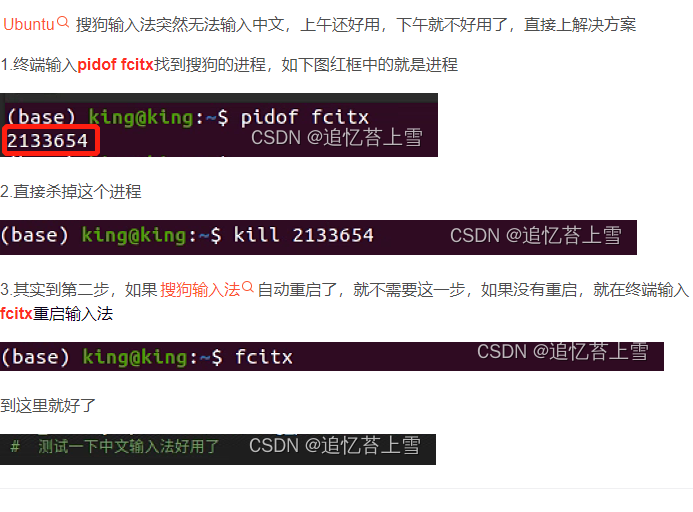 Ubuntu 搜狗输入法突然无法输入中文，上午还好用，下午就不好用了，直接上解决方案
1.终端输入pidof fcitx找到搜狗的进程，如下图红框中的就是进程
(base) king@king:~$ pidof fcitx
2133654
CSDN @追忆苔上雪
2.直接杀掉这个进程
(base) king@king:~$ kill 2133654
CSDN @追忆苔上雪
3.其实到第二步，如果 搜狗输入法 自动重启了，就不需要这一步，如果没有重启，就在终端输入
fcitx重启输入法
(base) king@king:~$ fcitx
CSDN @追忆苔上雪
到这里就好了
# 测试一下中文输入法好用了
CSDN @追忆苔上雪